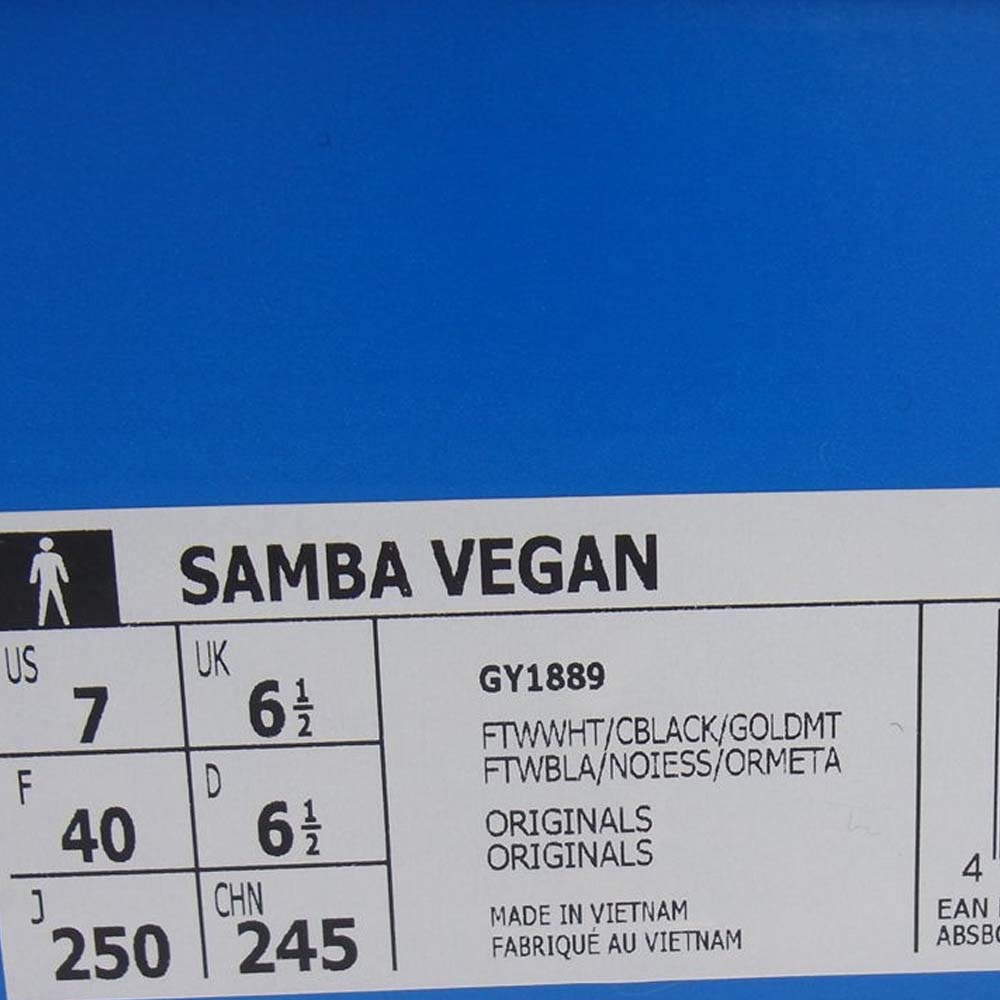 SAMBA VEGAN
US 7
UK 6 1/2
F 40
D 6 1/2
J 250
CHN 245
GY1889
FTWWHT/CBLACK/GOLDMT
FTWBLA/NOIESS/ORMETA
ORIGINALS
ORIGINALS
MADE IN VIETNAM
FABRIQUÉ AU VIETNAM
4
EAN